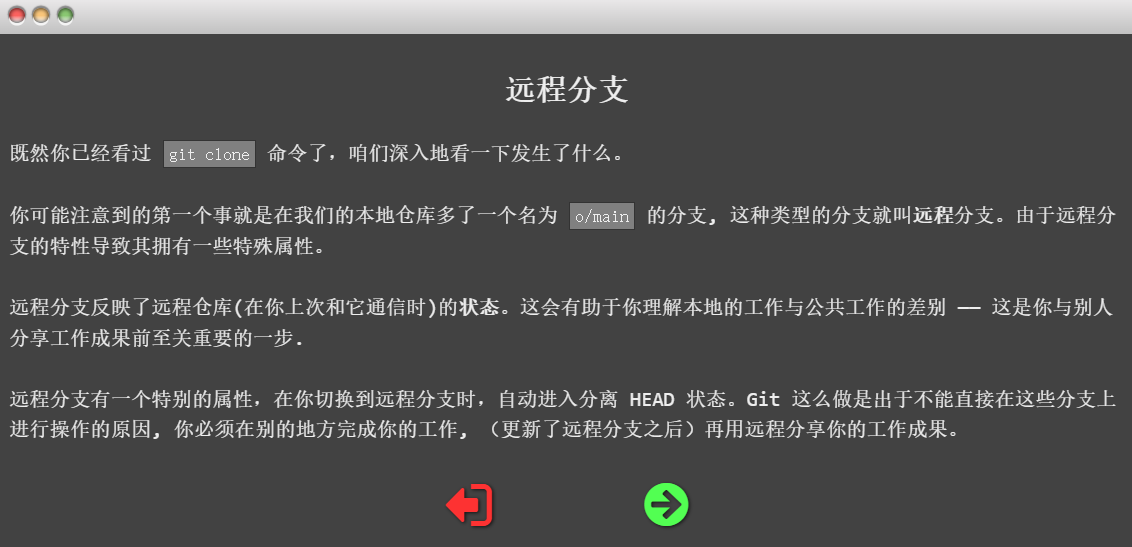 远程分支
既然你已经看过 git clone 命令了，咱们深入地看一下发生了什么。
你可能注意到的第一个事就是在我们的本地仓库多了一个名为 o/main 的分支, 这种类型的分支就叫远程分支。由于远程分
支的特性导致其拥有一些特殊属性。
远程分支反映了远程仓库(在你上次和它通信时)的状态。这会有助于你理解本地的工作与公共工作的差别 —— 这是你与别人
分享工作成果前至关重要的一步.
远程分支有一个特别的属性，在你切换到远程分支时，自动进入分离 HEAD 状态。Git 这么做是出于不能直接在这些分支上
进行操作的原因, 你必须在别的地方完成你的工作, （更新了远程分支之后）再用远程分享你的工作成果。